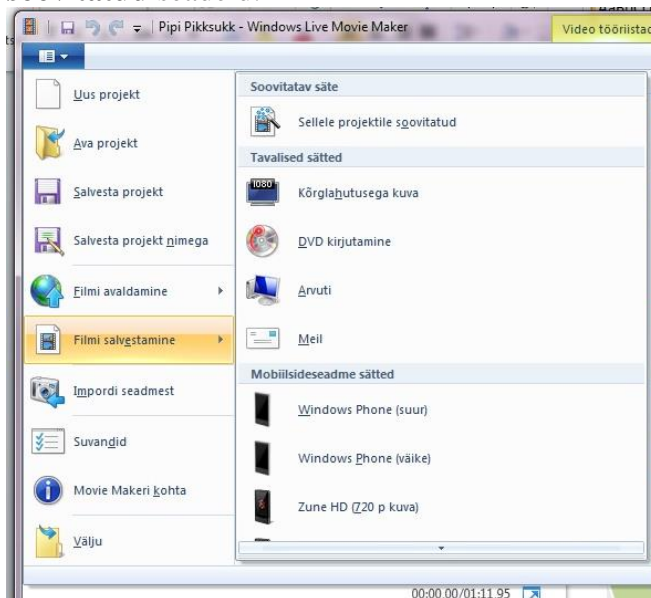 Pipi Pikksukk - Windows Live Movie Maker
Video tööriistad
Uus projekt
Ava projekt
Salvesta projekt
Salvesta projekt nimega
Filmi avaldamine
Filmi salvestamine
Impordi seadmest
Suvandid
Movie Makeri kohta
Välju
Soovitatav säte
Sellele projektile soovitatud
Tavalised sätted
1080
Kõrglahutusega kuva
DVD kirjutamine
Arvuti
Meil
Mobiilsideseadme sätted
Windows Phone (suur)
Windows Phone (väike)
Zune HD (720 p kuva)
00:00.00/01:11.95